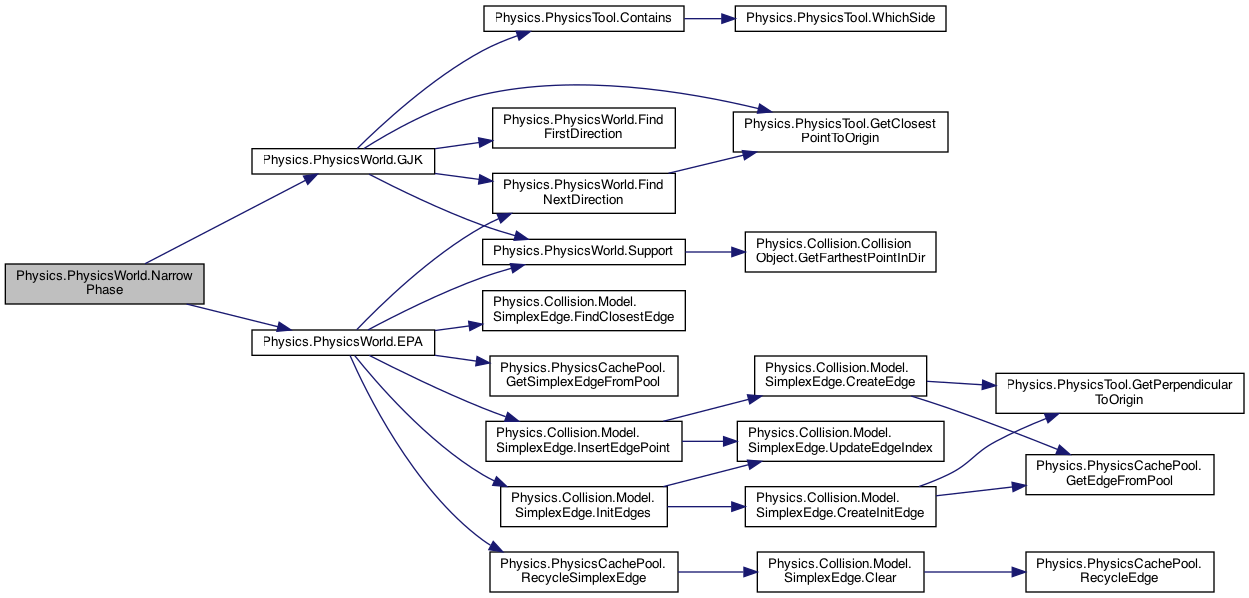 Physics.PhysicsTool.Contains
Physics.PhysicsTool.WhichSide
Physics.PhysicsWorld.Find
FirstDirection
Physics.PhysicsTool.GetClosest
PointToOrigin
Physics.PhysicsWorld.GJK
Physics.PhysicsWorld.Find
NextDirection
Physics.PhysicsWorld.Support
Physics.Collision.Collision
Object.GetFarthestPointInDir
Physics.PhysicsWorld.Narrow
Phase
Physics.Collision.Model.
SimplexEdge.FindClosestEdge
Physics.PhysicsWorld.EPA
Physics.PhysicsCachePool.
GetSimplexEdgeFromPool
Physics.Collision.Model.
SimplexEdge.CreateEdge
Physics.PhysicsTool.GetPerpendicular
ToOrigin
Physics.Collision.Model.
SimplexEdge.InsertEdgePoint
Physics.Collision.Model.
SimplexEdge.UpdateEdgeIndex
Physics.PhysicsCachePool.
GetEdgeFromPool
Physics.Collision.Model.
SimplexEdge.InitEdges
Physics.Collision.Model.
SimplexEdge.CreateInitEdge
Physics.PhysicsCachePool.
RecycleSimplexEdge
Physics.Collision.Model.
SimplexEdge.Clear
Physics.PhysicsCachePool.
RecycleEdge